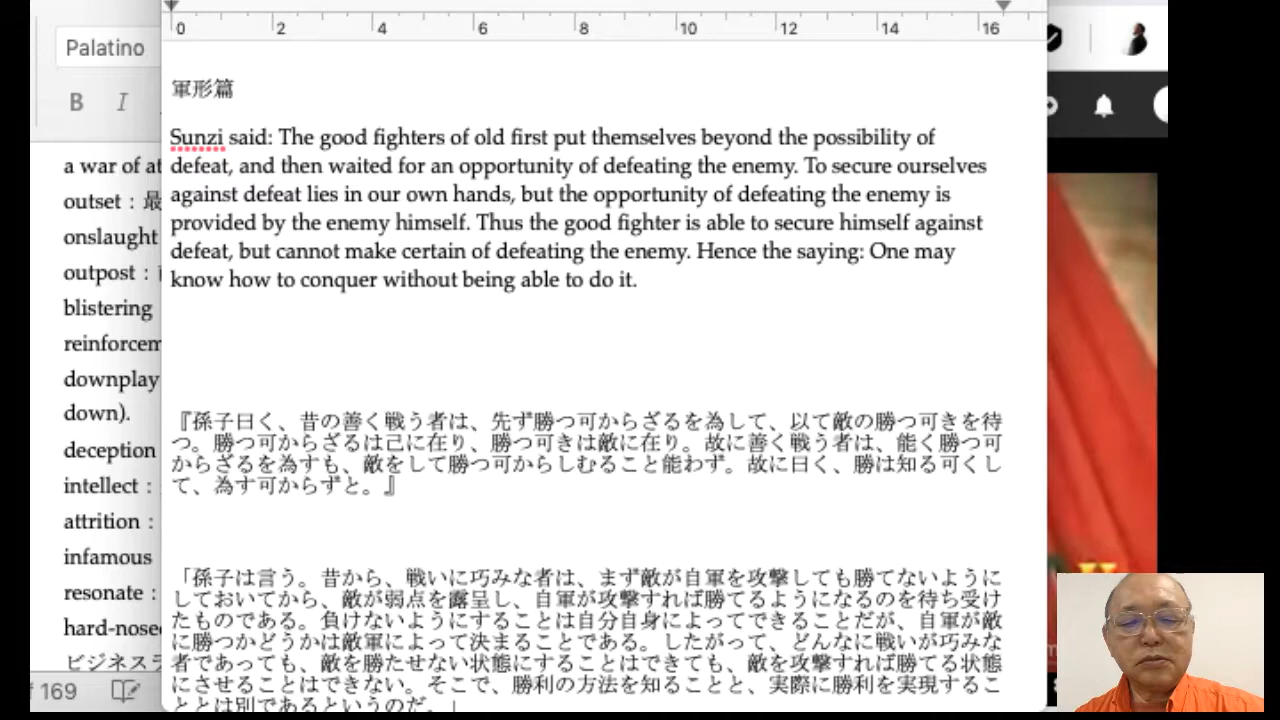 Palatino
B I
0 2 4 6 8 10 12 14 16
軍形篇
Sunzi said: The good fighters of old first put themselves beyond the possibility of
defeat, and then waited for an opportunity of defeating the enemy. To secure ourselves
against defeat lies in our own hands, but the opportunity of defeating the enemy is
provided by the enemy himself. Thus the good fighter is able to secure himself against
defeat, but cannot make certain of defeating the enemy. Hence the saying: One may
know how to conquer without being able to do it.
『孫子曰く、昔の善く戦う者は、先ず勝つ可からざるを為して、以て敵の勝つ可きを待
つ。勝つ可からざるは己に在り、勝つ可きは敵に在り。故に善く戦う者は、能く勝つ可
からざるを為すも、敵をして勝つ可からしむること能わず。故に曰く、勝は知る可くし
て、為す可からずと。』
「孫子は言う。昔から、戦いに巧みな者は、まず敵が自軍を攻撃しても勝てないように
しておいてから、敵が弱点を露呈し、自軍が攻撃すれば勝てるようになるのを待ち受け
たものである。負けないようにすることは自分自身によってできることだが、自軍が敵
に勝つかどうかは敵軍によって決まることである。したがって、どんなに戦いが巧みな
者であっても、敵を勝たせない状態にすることはできても、敵を攻撃すれば勝てる状態
にさせることはできない。そこで、勝利の方法を知ることと、実際に勝利を実現するこ
ととは別であるというのだ。」
a war of at
outset：最
onslaught
outpost：
blistering
reinforcem
downplay
down).
deception
intellect：
attrition：
infamous
resonate：
hard-nosed
ビジネスラ
169